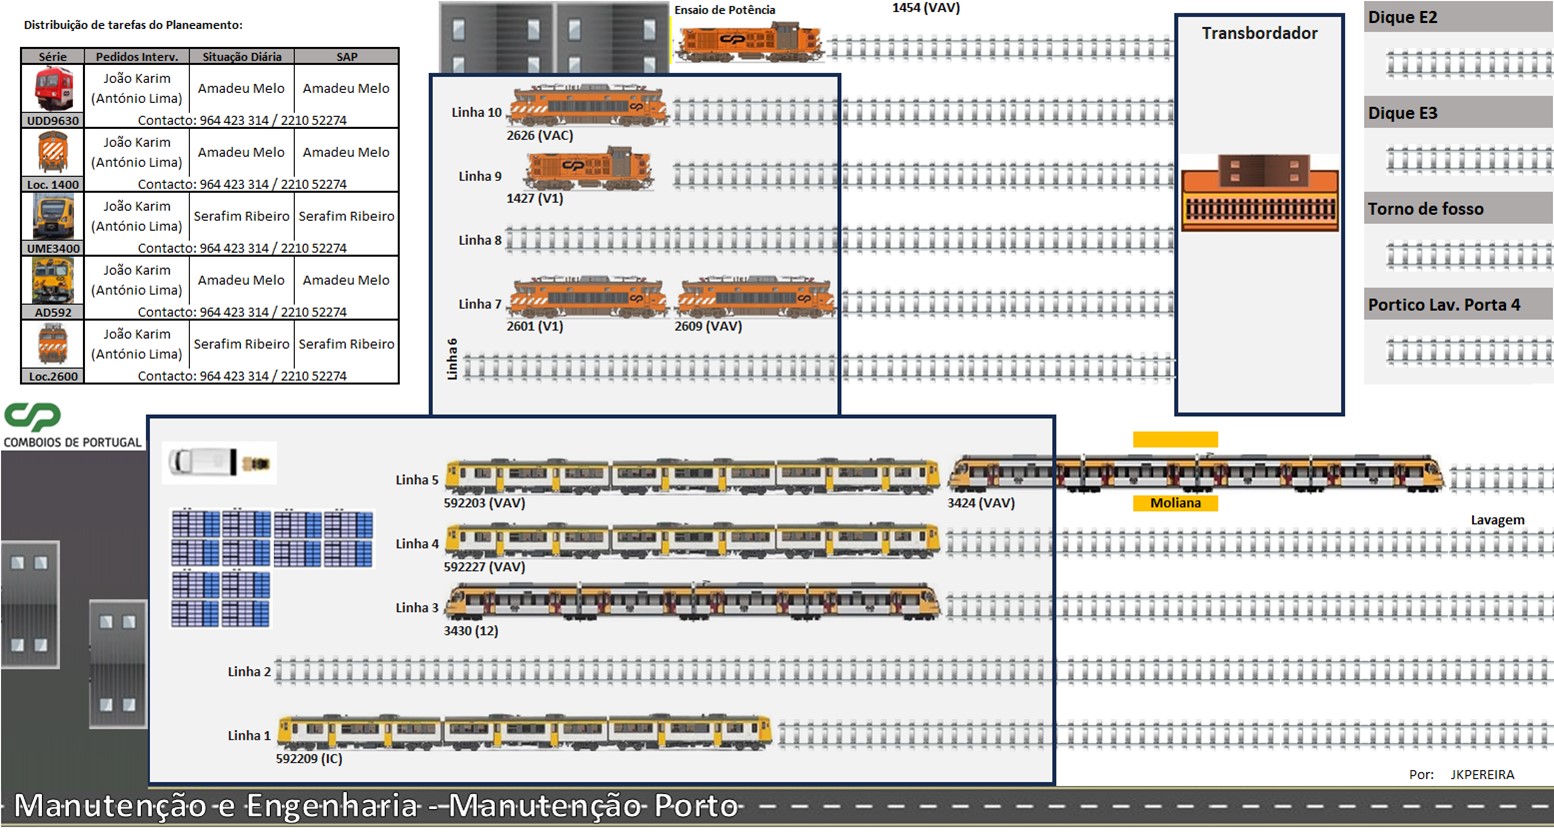 Distribuição de tarefas do Planeamento:
Série Pedidos Interv. Situação Diária SAP
UDD9630 João Karim (António Lima) Amadeu Melo Amadeu Melo
Contacto: 964 423 314 / 2210 52274
Loc. 1400 João Karim (António Lima) Amadeu Melo Amadeu Melo
Contacto: 964 423 314 / 2210 52274
UME3400 João Karim (António Lima) Serafim Ribeiro Serafim Ribeiro
Contacto: 964 423 314 / 2210 52274
AD592 João Karim (António Lima) Amadeu Melo Amadeu Melo
Contacto: 964 423 314 / 2210 52274
Loc.2600 João Karim (António Lima) Serafim Ribeiro Serafim Ribeiro
Contacto: 964 423 314 / 2210 52274
CP
COMBOIOS DE PORTUGAL
Ensaio de Potência
1454 (VAV)
Linha 10
2626 (VAC)
Linha 9
1427 (V1)
Linha 8
Linha 7
2601 (V1)
2609 (VAV)
Linha 6
Transbordador
Dique E2
Dique E3
Torno de fosso
Portico Lav. Porta 4
Linha 5
592203 (VAV)
3424 (VAV)
Moliana
Lavagem
Linha 4
592227 (VAV)
Linha 3
3430 (12)
Linha 2
Linha 1
592209 (IC)
Por: JKPEREIRA
Manutenção e Engenharia - Manutenção Porto